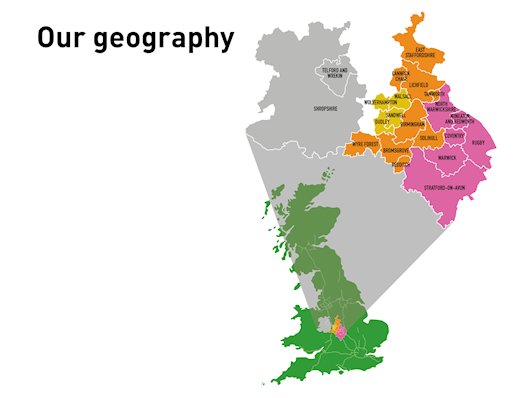 Our geography
EAST
STAFFORDSHIRE
TELFORD AND
WREKIN
CANNOCK
CHASE
LICHFIELD
TAMWORTH
WALSALL
WOLVERHAMPTON
NORTH
WARWICKSHIRE
SHROPSHIRE
SANDWELL
NUNEATON
AND BEDWORTH
DUDLEY
BIRMINGHAM
COVENTRY
SOLIHULL
RUGBY
WYRE FOREST
BROMSGROVE
WARWICK
REDDITCH
STRATFORD-ON-AVON